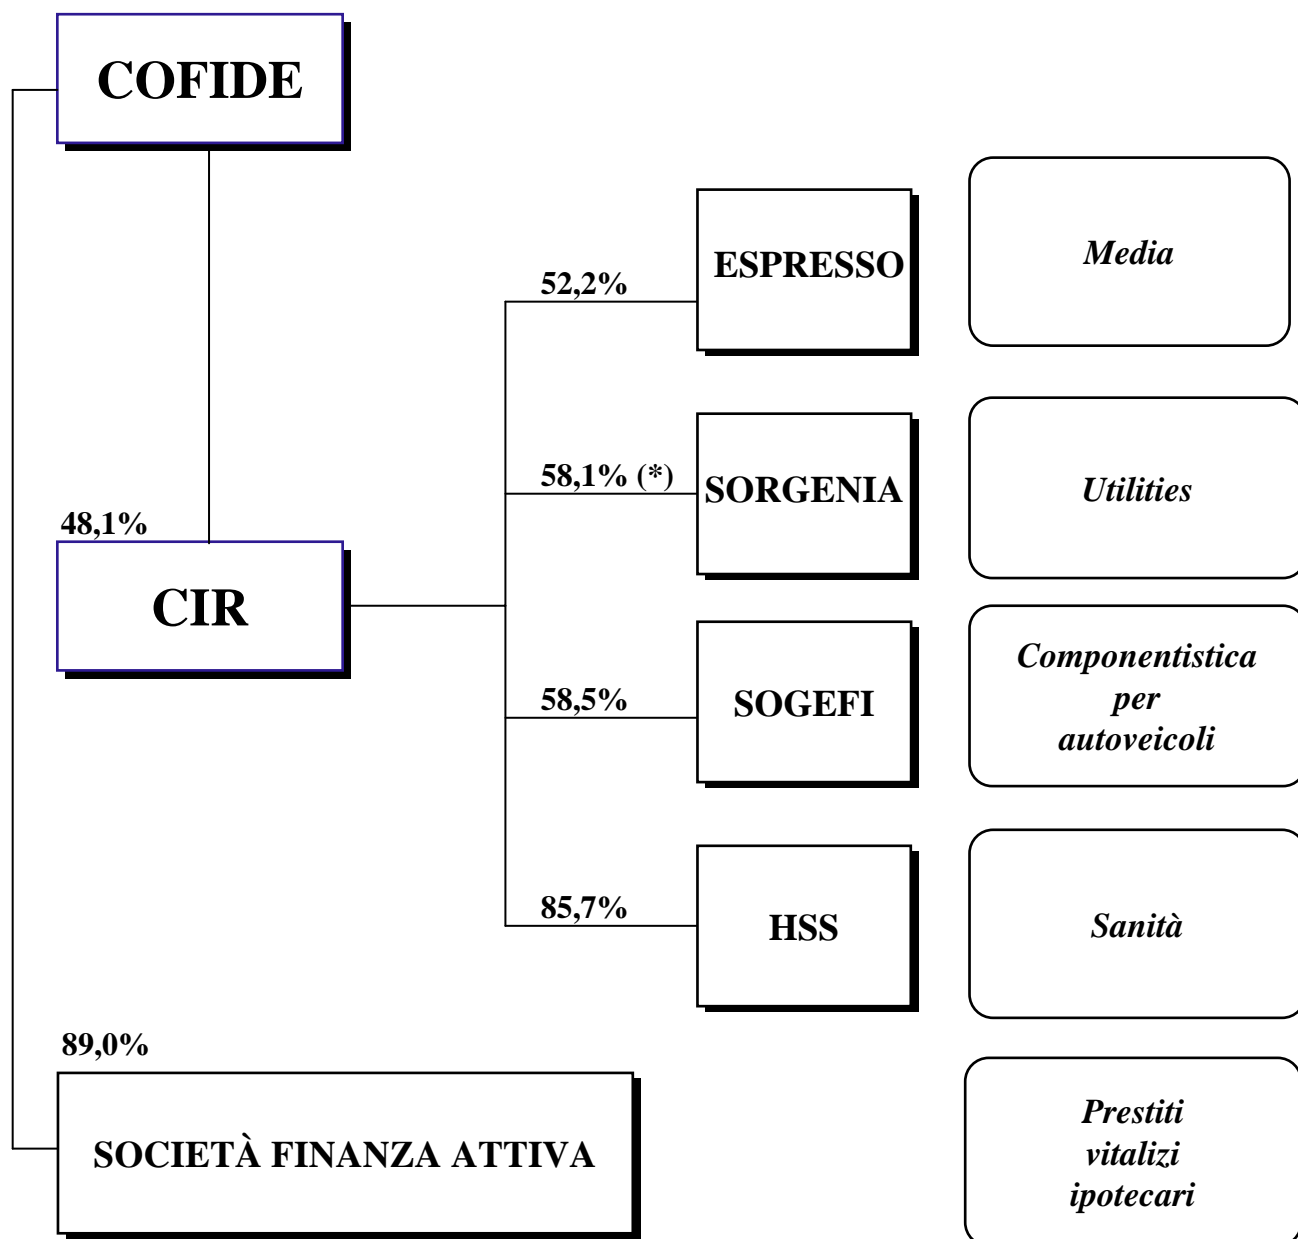 COFIDE
52,2%
ESPRESSO
Media
58,1% (*)
SORGENIA
Utilities
48,1%
CIR
58,5%
SOGEFI
Componentistica
per
autoveicoli
85,7%
HSS
Sanità
89,0%
SOCIETÀ FINANZA ATTIVA
Prestiti
vitalizi
ipotecari